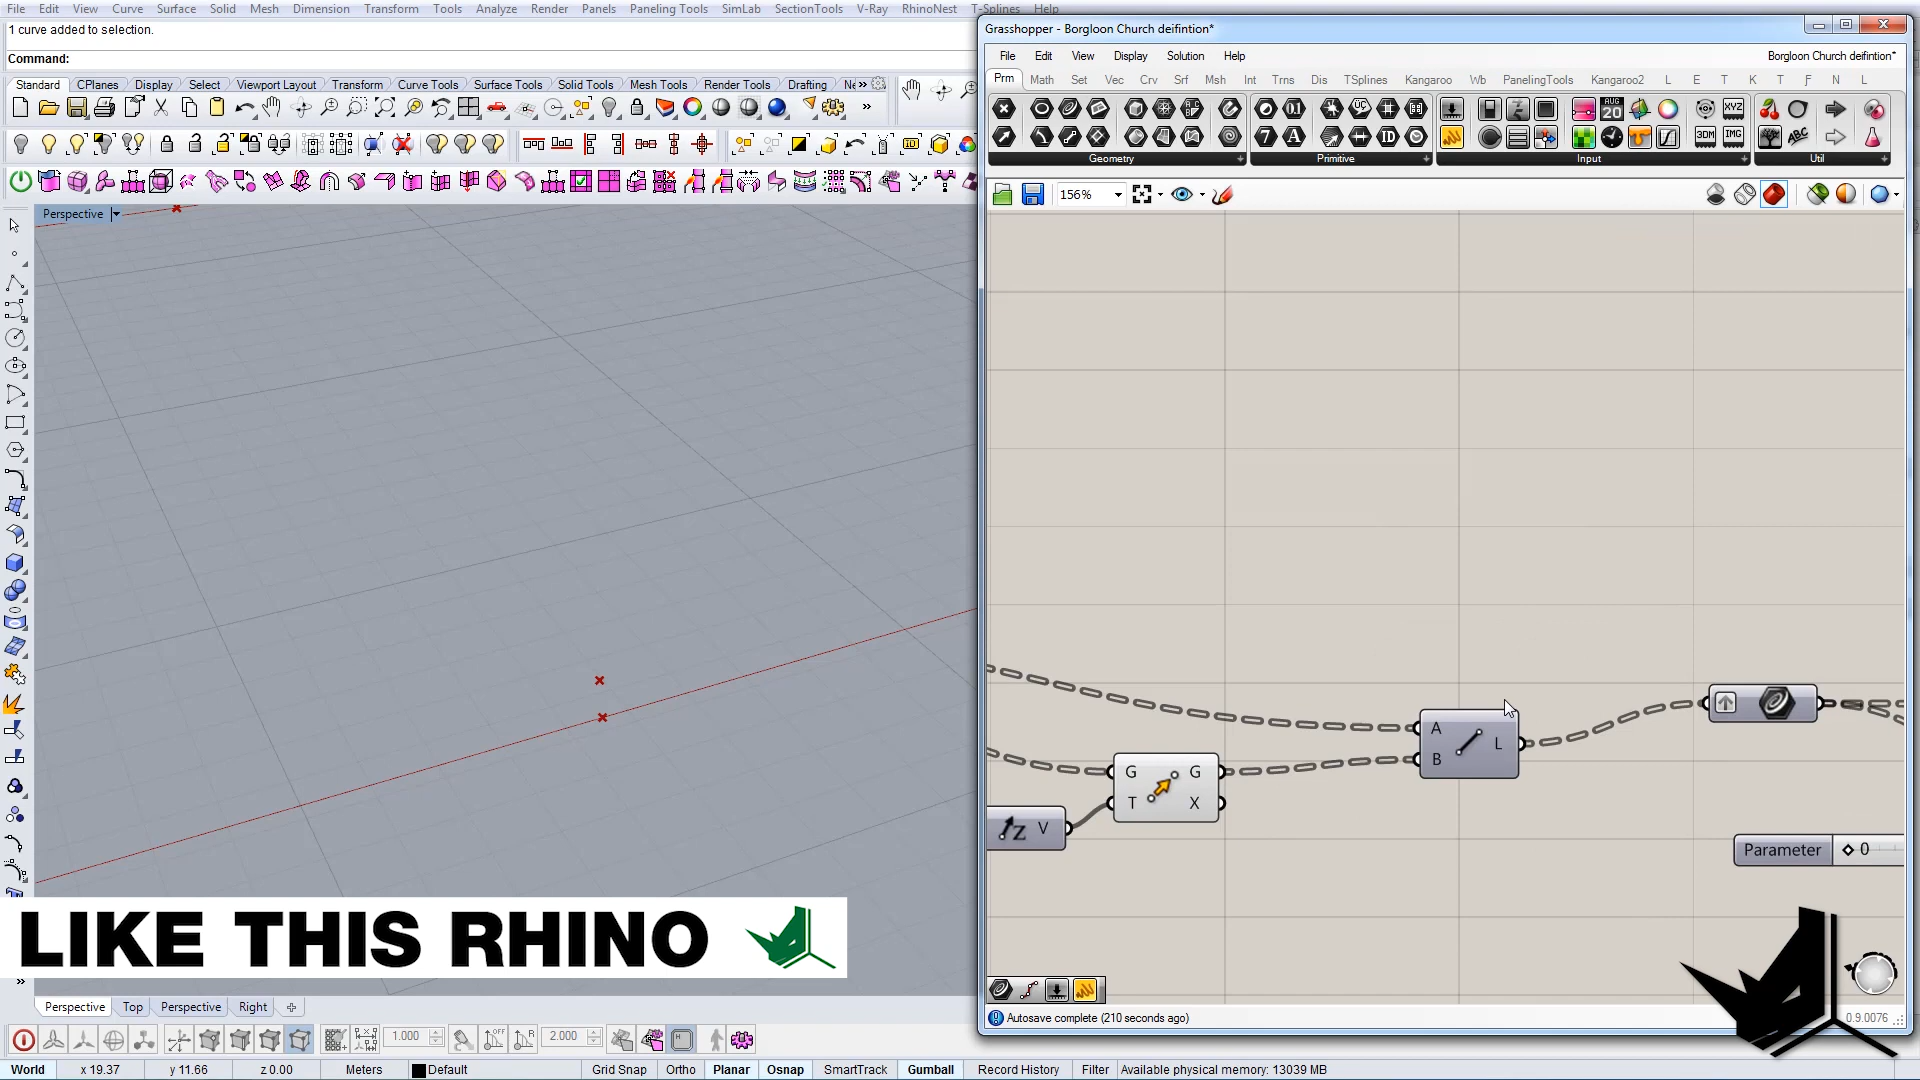 File Edit View Curve Surface Solid Mesh Dimension Transform Tools Analyze Render Panels Paneling Tools SimLab SectionTools V-Ray RhinoNest T-Splines Help
1 curve added to selection.
Command:
Standard CPlanes Display Select Viewport Layout Transform Curve Tools Surface Tools Solid Tools Mesh Tools Render Tools Drafting Ne »
Perspective
Grasshopper - Borgloon Church deifintion*
File Edit View Display Solution Help Borgloon Church deifintion*
Prm Math Set Vec Crv Srf Msh Int Trns Dis TSplines Kangaroo Wb PanelingTools Kangaroo2 L E T K T F N L
Geometry Primitive Input Util
156%
A
B
L
G
T
G
X
Z V
Parameter 0
LIKE THIS RHINO
Perspective Top Perspective Right
1.000 2.000
Autosave complete (210 seconds ago)
0.9.0076
World x 19.37 y 11.66 z 0.00 Meters Default Grid Snap Ortho Planar Osnap SmartTrack Gumball Record History Filter Available physical memory: 13039 MB